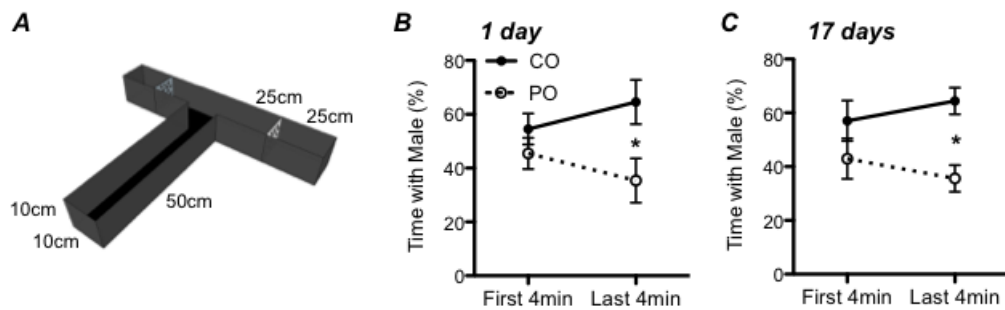 A
25cm
25cm
50cm
10cm
10cm
B
1 day
CO
PO
Time with Male (%)
80
60
40
20
0
*
First 4min Last 4min
C
17 days
Time with Male (%)
80
60
40
20
0
*
First 4min Last 4min